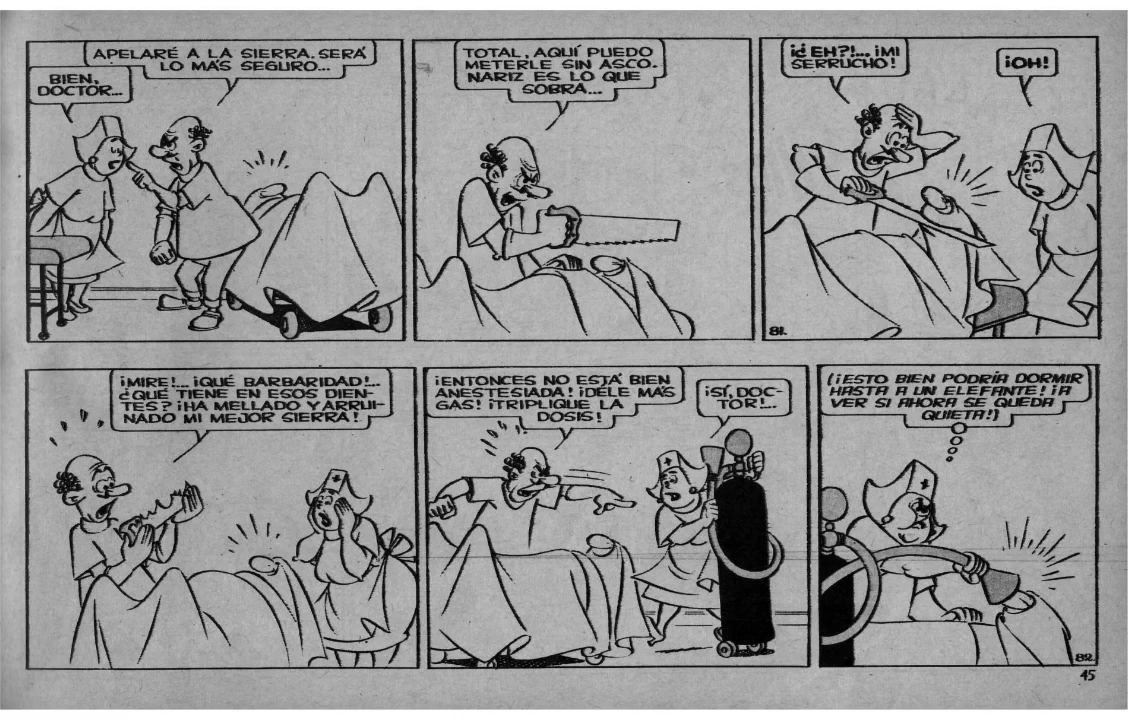 BIEN,
DOCTOR...
APELARÉ A LA SIERRA. SERÁ
LO MÁS SEGURO...
TOTAL, AQUÍ PUEDO
METERLE SIN ASCO.
NARIZ ES LO QUE
SOBRA...
¡¿EH?!... ¡MI
SERRUCHO!
¡OH!
81.
¡MIRE!... ¡QUÉ BARBARIDAD!...
¿QUÉ TIENE EN ESOS DIEN-
TES? ¡HA MELLADO Y ARRUI-
NADO MI MEJOR SIERRA!
¡ENTONCES NO ESTÁ BIEN
ANESTESIADA! ¡DÉLE MÁS
GAS! ¡TRIPLIQUE LA
DOSIS!
¡SÍ, DOC-
TOR!...
(¡ESTO BIEN PODRÍA DORMIR
HASTA A UN ELEFANTE! ¡A
VER SI AHORA SE QUEDA
QUIETA!)
82.
45